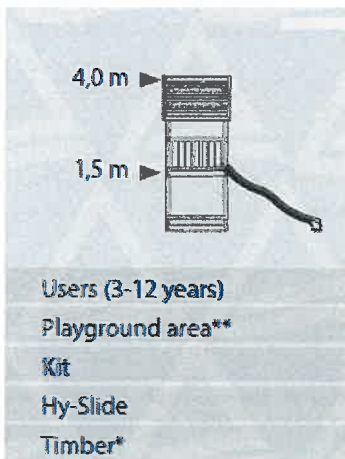 4,0 m
1,5 m
Users (3-12 years)
Playground area**
Kit
Hy-Slide
Timber*